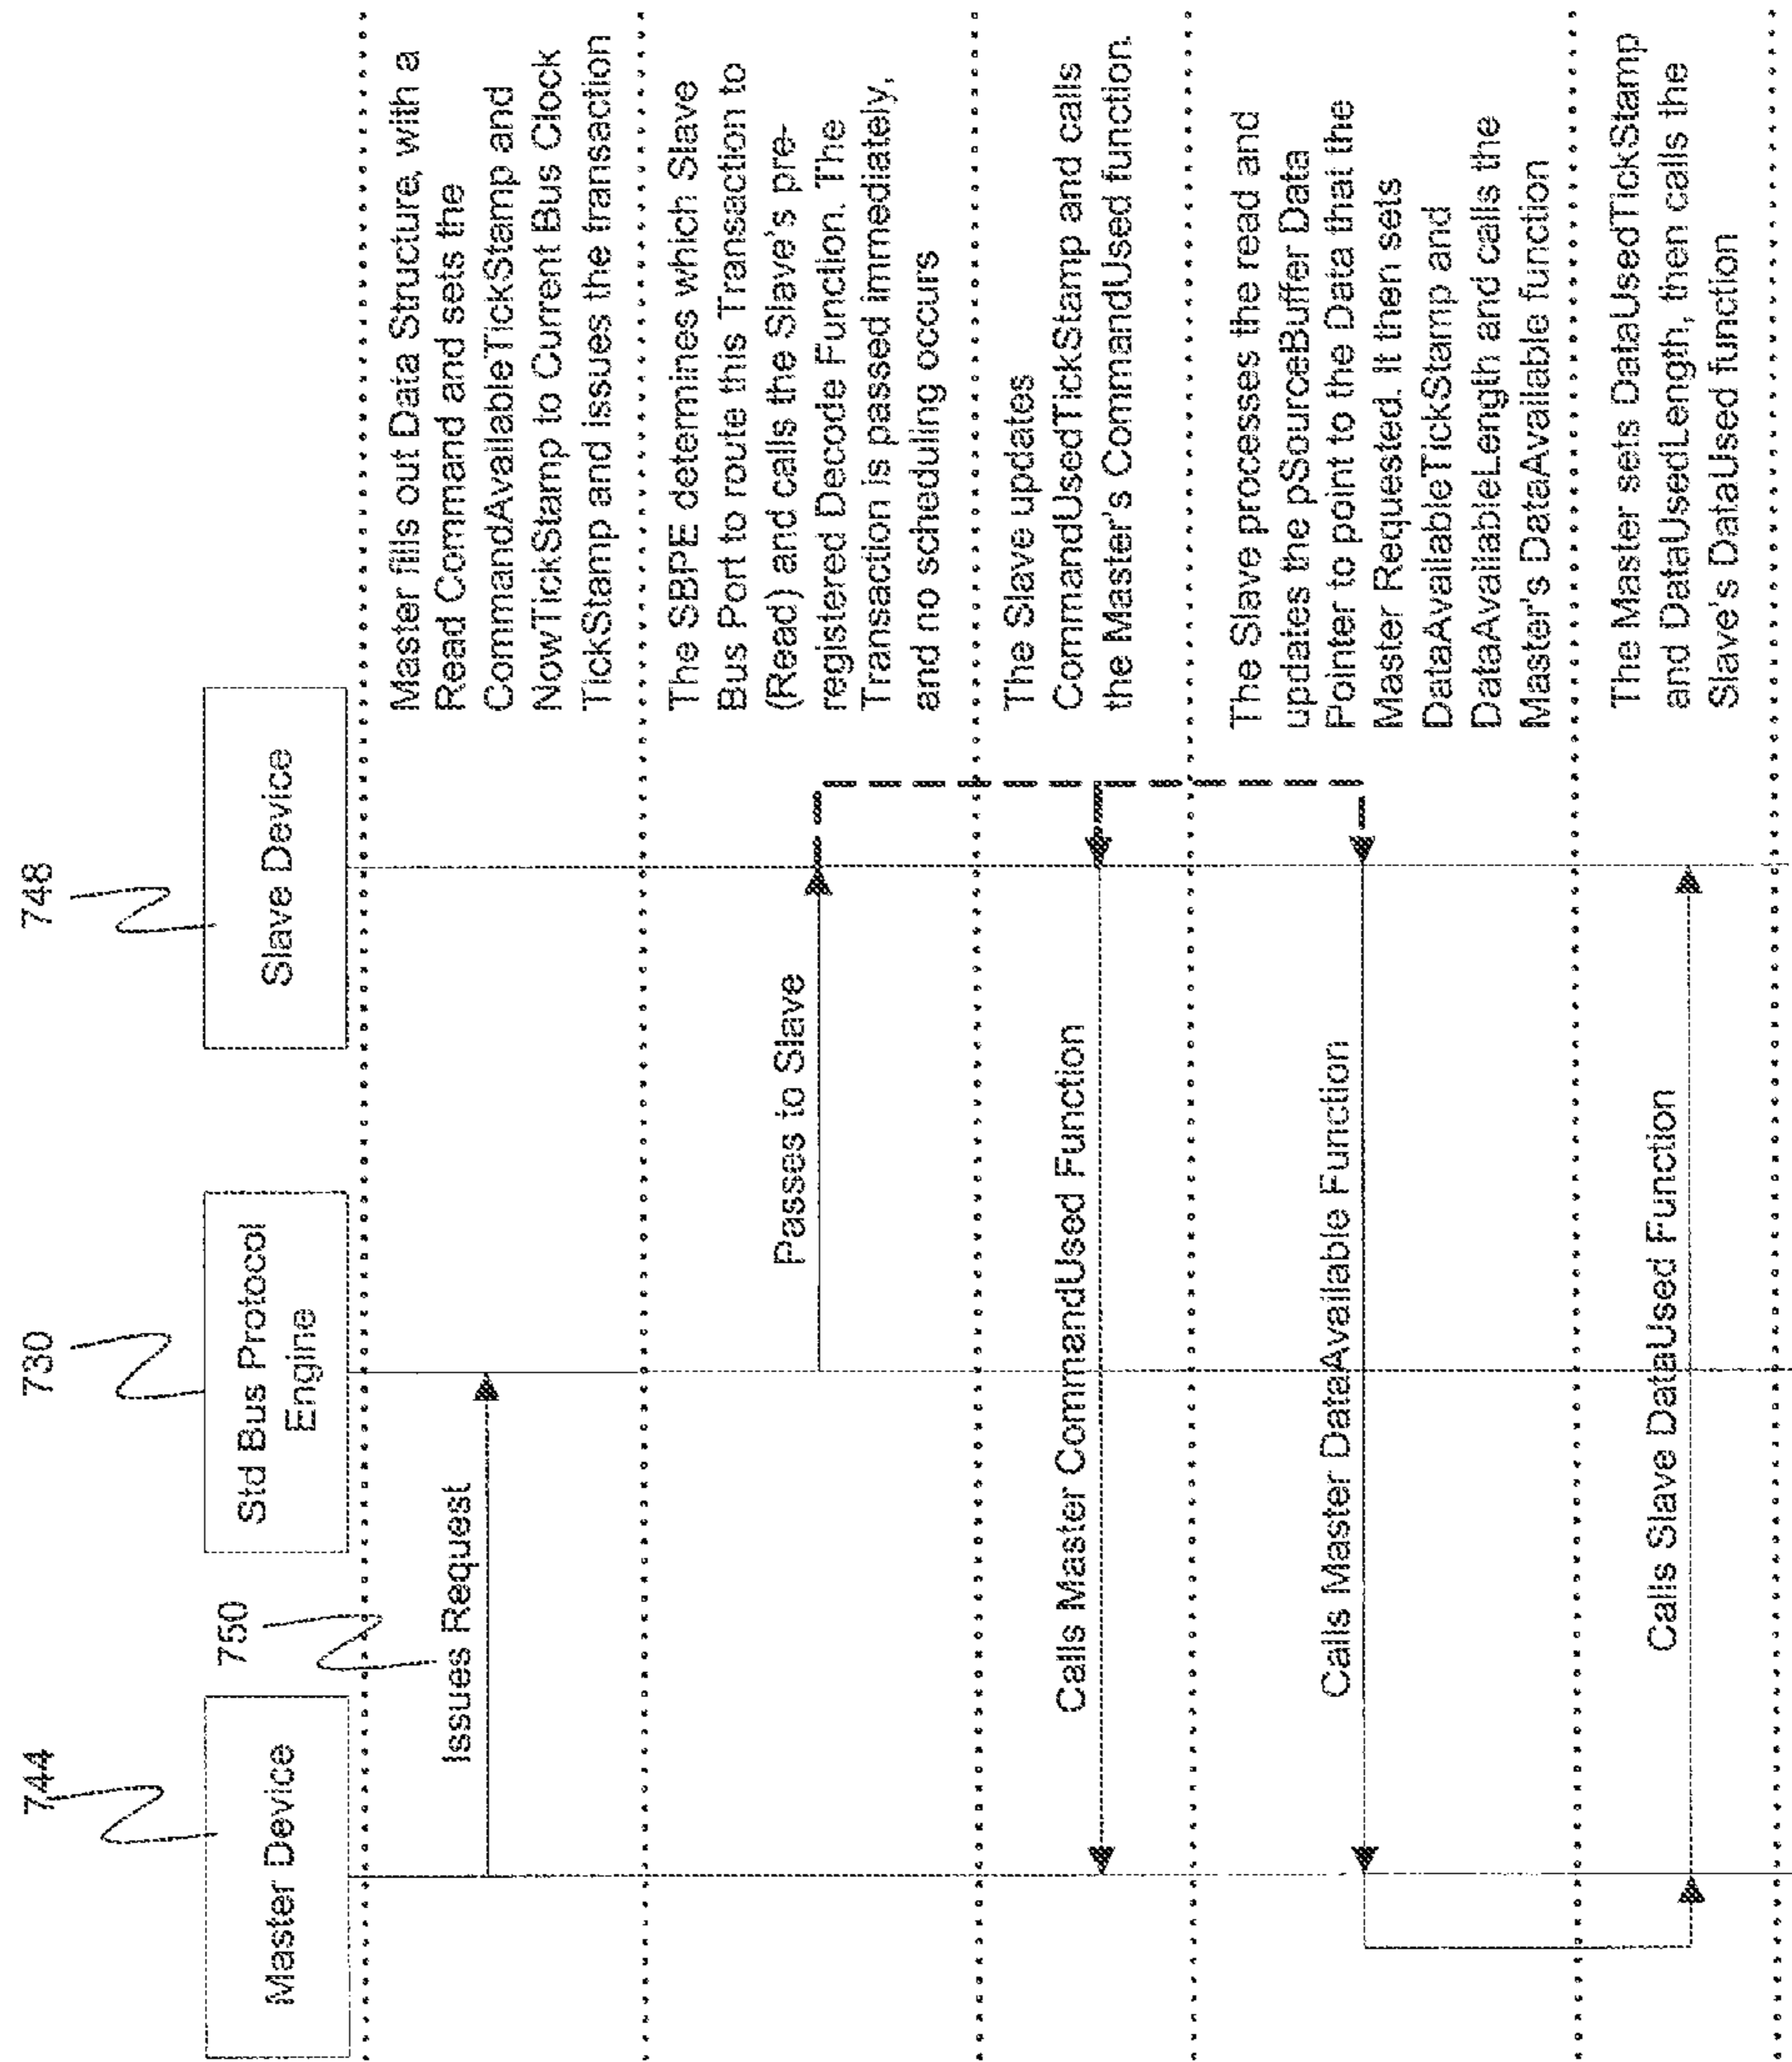 744
730
748
Master Device
Std Bus Protocol
Engine
Slave Device
750
Issues Request
Master fills out Data Structure, with a
Read Command and sets the
CommandAvailableTickStamp and
NowTickStamp to Current Bus Clock
TickStamp and issues the transaction
Passes to Slave
The SBPE determines which Slave
Bus Port to route this Transaction to
(Read) and calls the Slave's pre-
registered Decode Function. The
Transaction is passed immediately,
and no scheduling occurs
Calls Master CommandUsed Function
The Slave updates
CommandUsedTickStamp and calls
the Master's CommandUsed function.
Calls Master DataAvailable Function
The Slave processes the read and
updates the pSourceBuffer Data
Pointer to point to the Data that the
Master Requested. It then sets
DataAvailableTickStamp and
DataAvailableLength and calls the
Master's DataAvailable function
Calls Slave DataUsed Function
The Master sets DataUsedTickStamp
and DataUsedLength, then calls the
Slave's DataUsed function